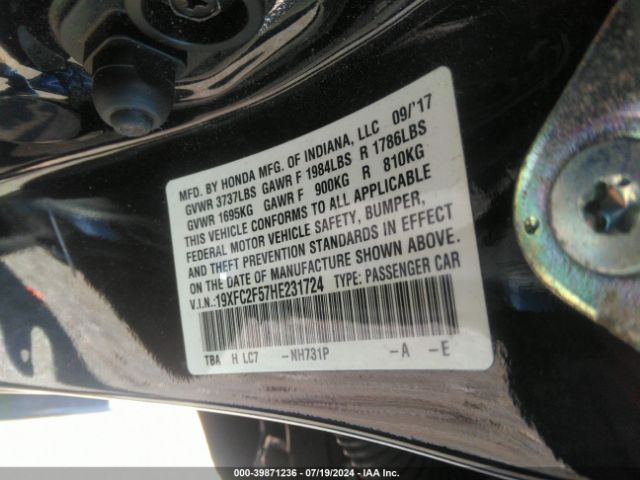 MFD. BY HONDA MFG. OF INDIANA, LLC 09/'17
GVWR 3737LBS GAWR F 1984LBS R 1786LBS
GVWR 1695KG GAWR F 900KG R 810KG
THIS VEHICLE CONFORMS TO ALL APPLICABLE
FEDERAL MOTOR VEHICLE SAFETY, BUMPER,
AND THEFT PREVENTION STANDARDS IN EFFECT
ON THE DATE OF MANUFACTURE SHOWN ABOVE.
V.I.N.:19XFC2F57HE231724 TYPE: PASSENGER CAR
TBA H LC7 -NH731P -A -E
000-39871236 - 07/19/2024 - IAA Inc.